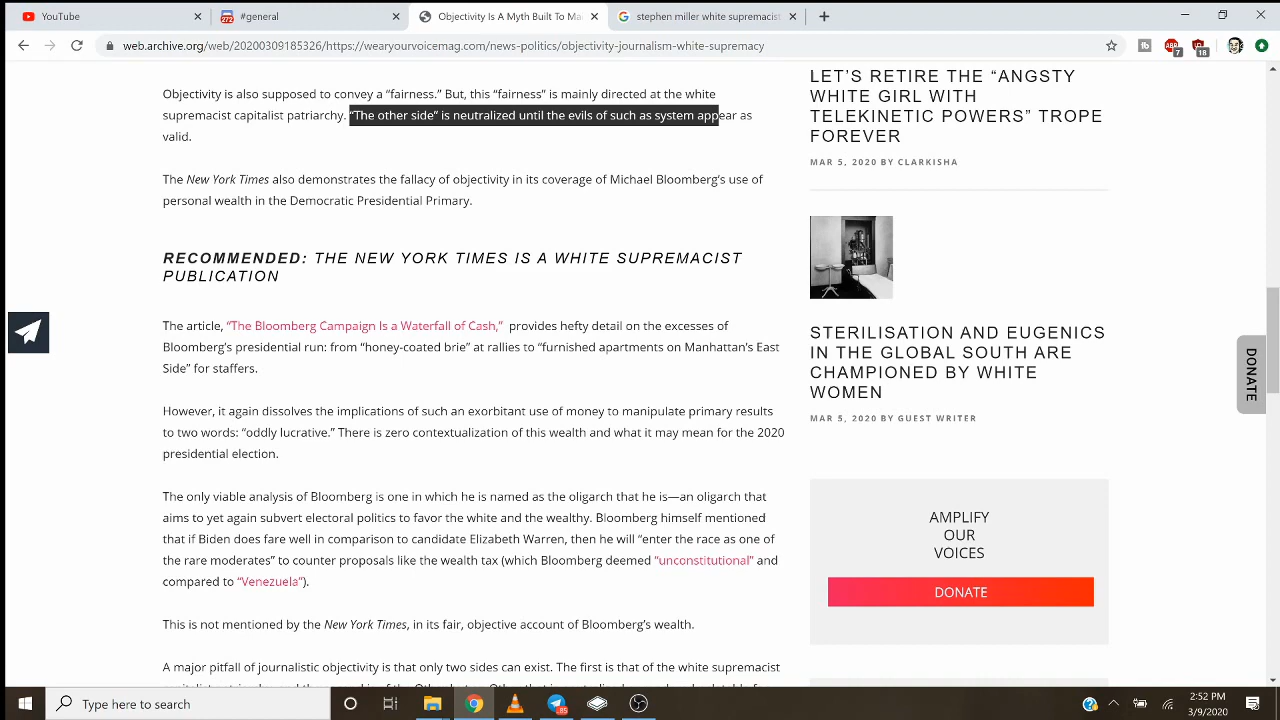 YouTube
272
#general
Objectivity Is A Myth Built To Ma
stephen miller white supremacist
web.archive.org/web/20200309185326/https://wearyourvoicemag.com/news-politics/objectivity-journalism-white-supremacy
tb
ABP
7
18
Objectivity is also supposed to convey a “fairness.” But, this “fairness” is mainly directed at the white
supremacist capitalist patriarchy. “The other side” is neutralized until the evils of such as system appear as
valid.
The New York Times also demonstrates the fallacy of objectivity in its coverage of Michael Bloomberg’s use of
personal wealth in the Democratic Presidential Primary.
RECOMMENDED: THE NEW YORK TIMES IS A WHITE SUPREMACIST
PUBLICATION
The article, “The Bloomberg Campaign Is a Waterfall of Cash,” provides hefty detail on the excesses of
Bloomberg’s presidential run: from “honey-coated brie” at rallies to “furnished apartments on Manhattan’s East
Side” for staffers.
However, it again dissolves the implications of such an exorbitant use of money to manipulate primary results
to two words: “oddly lucrative.” There is zero contextualization of this wealth and what it may mean for the 2020
presidential election.
The only viable analysis of Bloomberg is one in which he is named as the oligarch that he is—an oligarch that
aims to yet again subvert electoral politics to favor the white and the wealthy. Bloomberg himself mentioned
that if Biden does fare well in comparison to candidate Elizabeth Warren, then he will “enter the race as one of
the rare moderates” to counter proposals like the wealth tax (which Bloomberg deemed “unconstitutional” and
compared to “Venezuela”).
This is not mentioned by the New York Times, in its fair, objective account of Bloomberg’s wealth.
A major pitfall of journalistic objectivity is that only two sides can exist. The first is that of the white supremacist
LET’S RETIRE THE “ANGSTY
WHITE GIRL WITH
TELEKINETIC POWERS” TROPE
FOREVER
MAR 5, 2020 BY CLARKISHA
STERILISATION AND EUGENICS
IN THE GLOBAL SOUTH ARE
CHAMPIONED BY WHITE
WOMEN
MAR 5, 2020 BY GUEST WRITER
AMPLIFY
OUR
VOICES
DONATE
DONATE
Type here to search
2:52 PM
3/9/2020